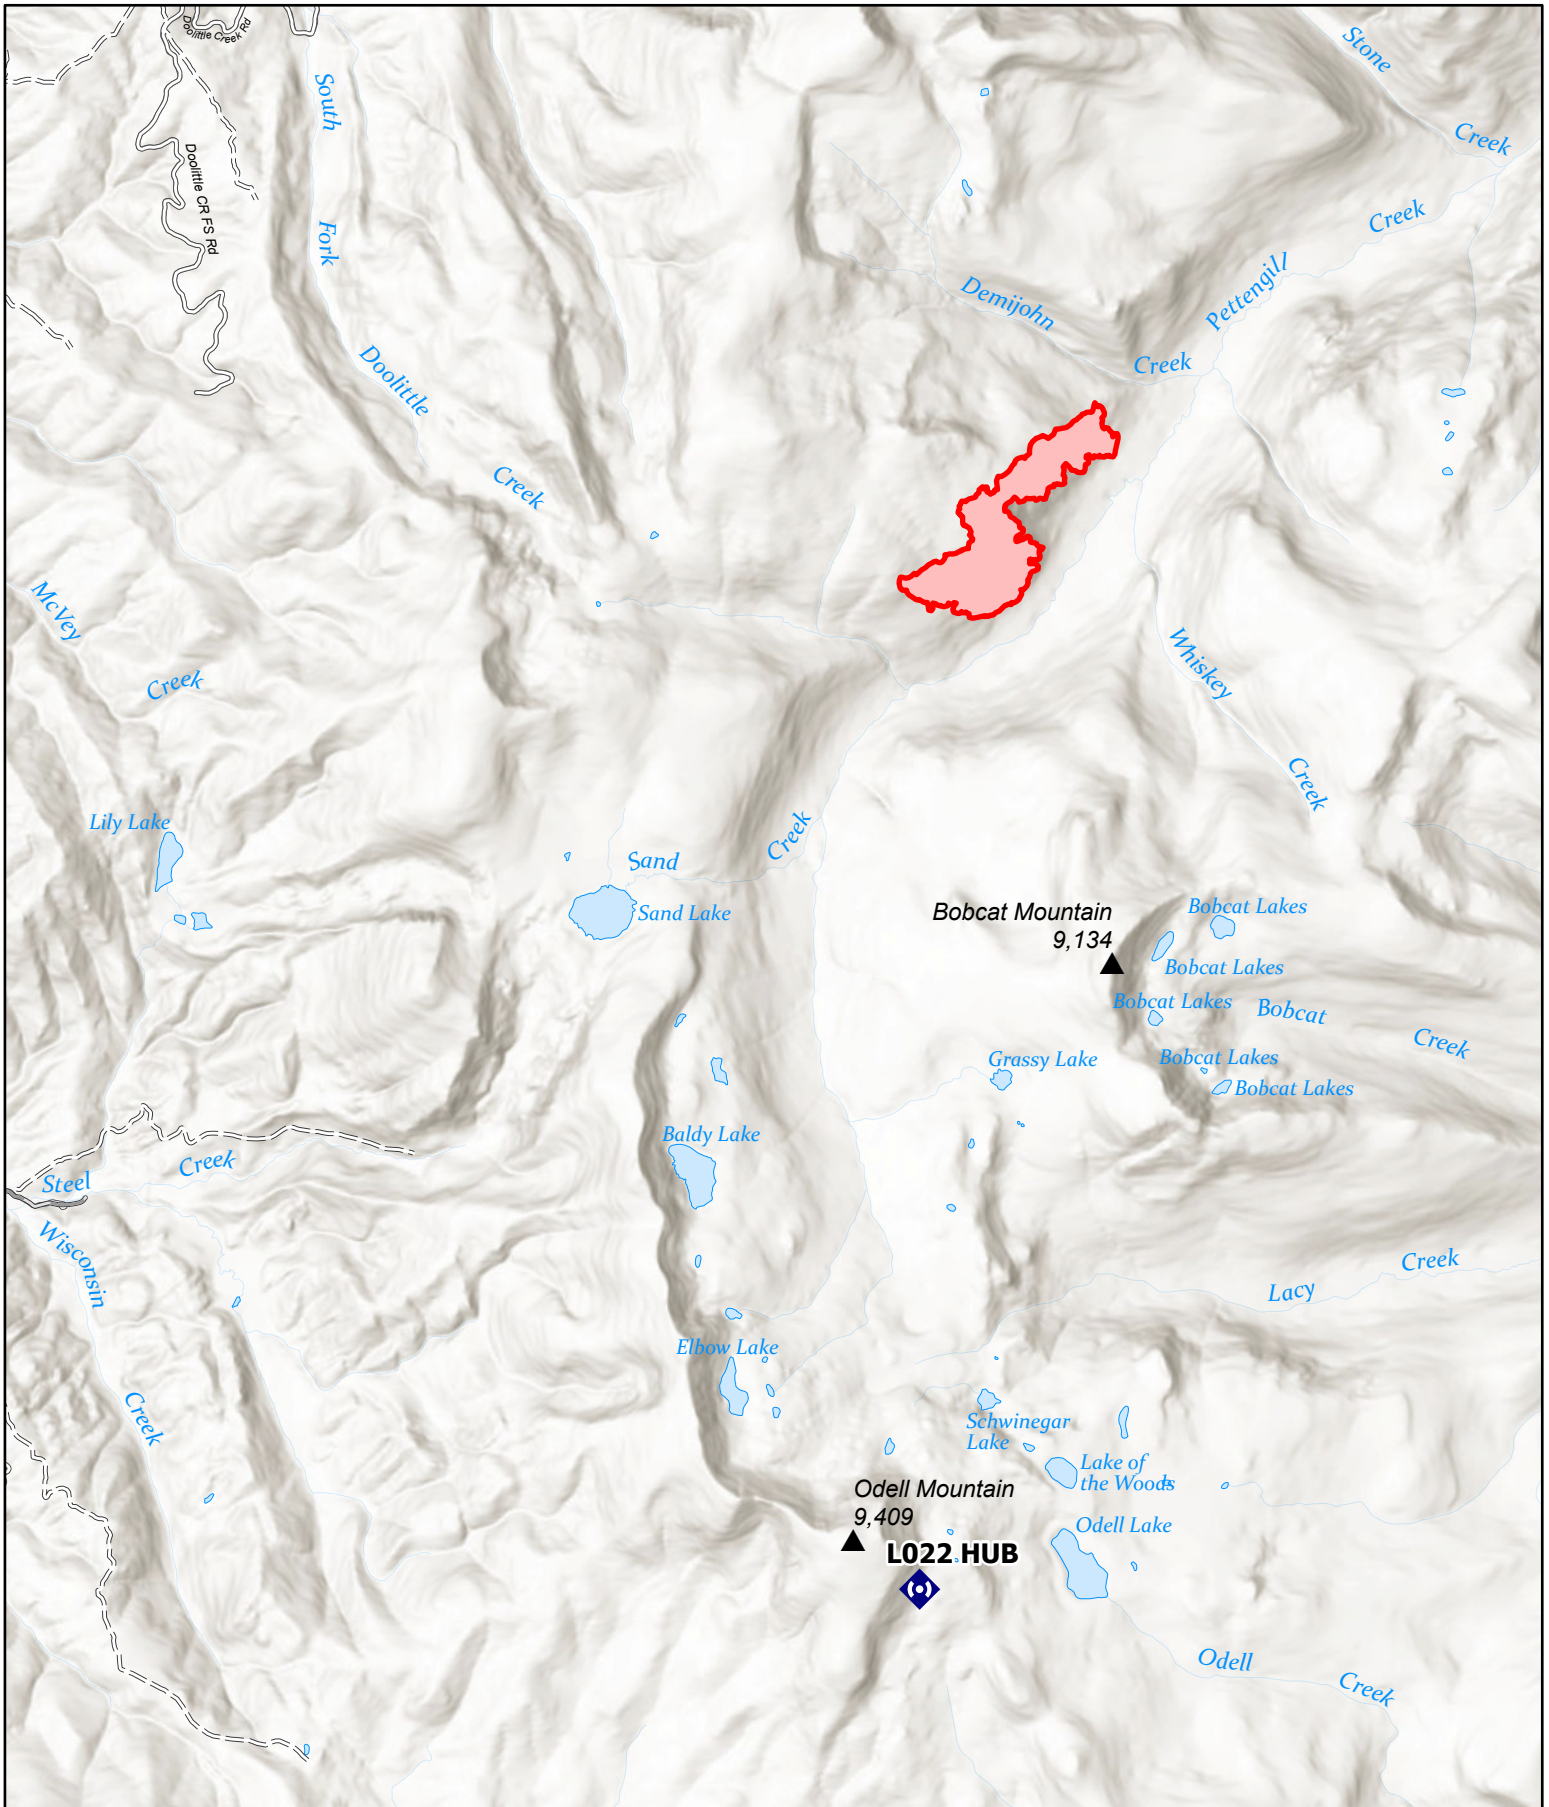 Doolittle Creek Rd
Stone
Creek
South
Fork
Doolittle CR FS Rd
Creek
Pettengill
Demijohn
Creek
Doolittle
Creek
McVey
Creek
Whiskey
Creek
Lily Lake
Sand
Creek
Sand Lake
Bobcat Mountain
9,134
Bobcat Lakes
Bobcat Lakes
Bobcat Lakes
Bobcat
Creek
Grassy Lake
Bobcat Lakes
Bobcat Lakes
Baldy Lake
Creek
Steel
Wisconsin
Creek
Creek
Lacy
Elbow Lake
Schwinegar
Lake
Lake of
the Woods
Odell Mountain
9,409
Odell Lake
L022 HUB
Odell
Creek